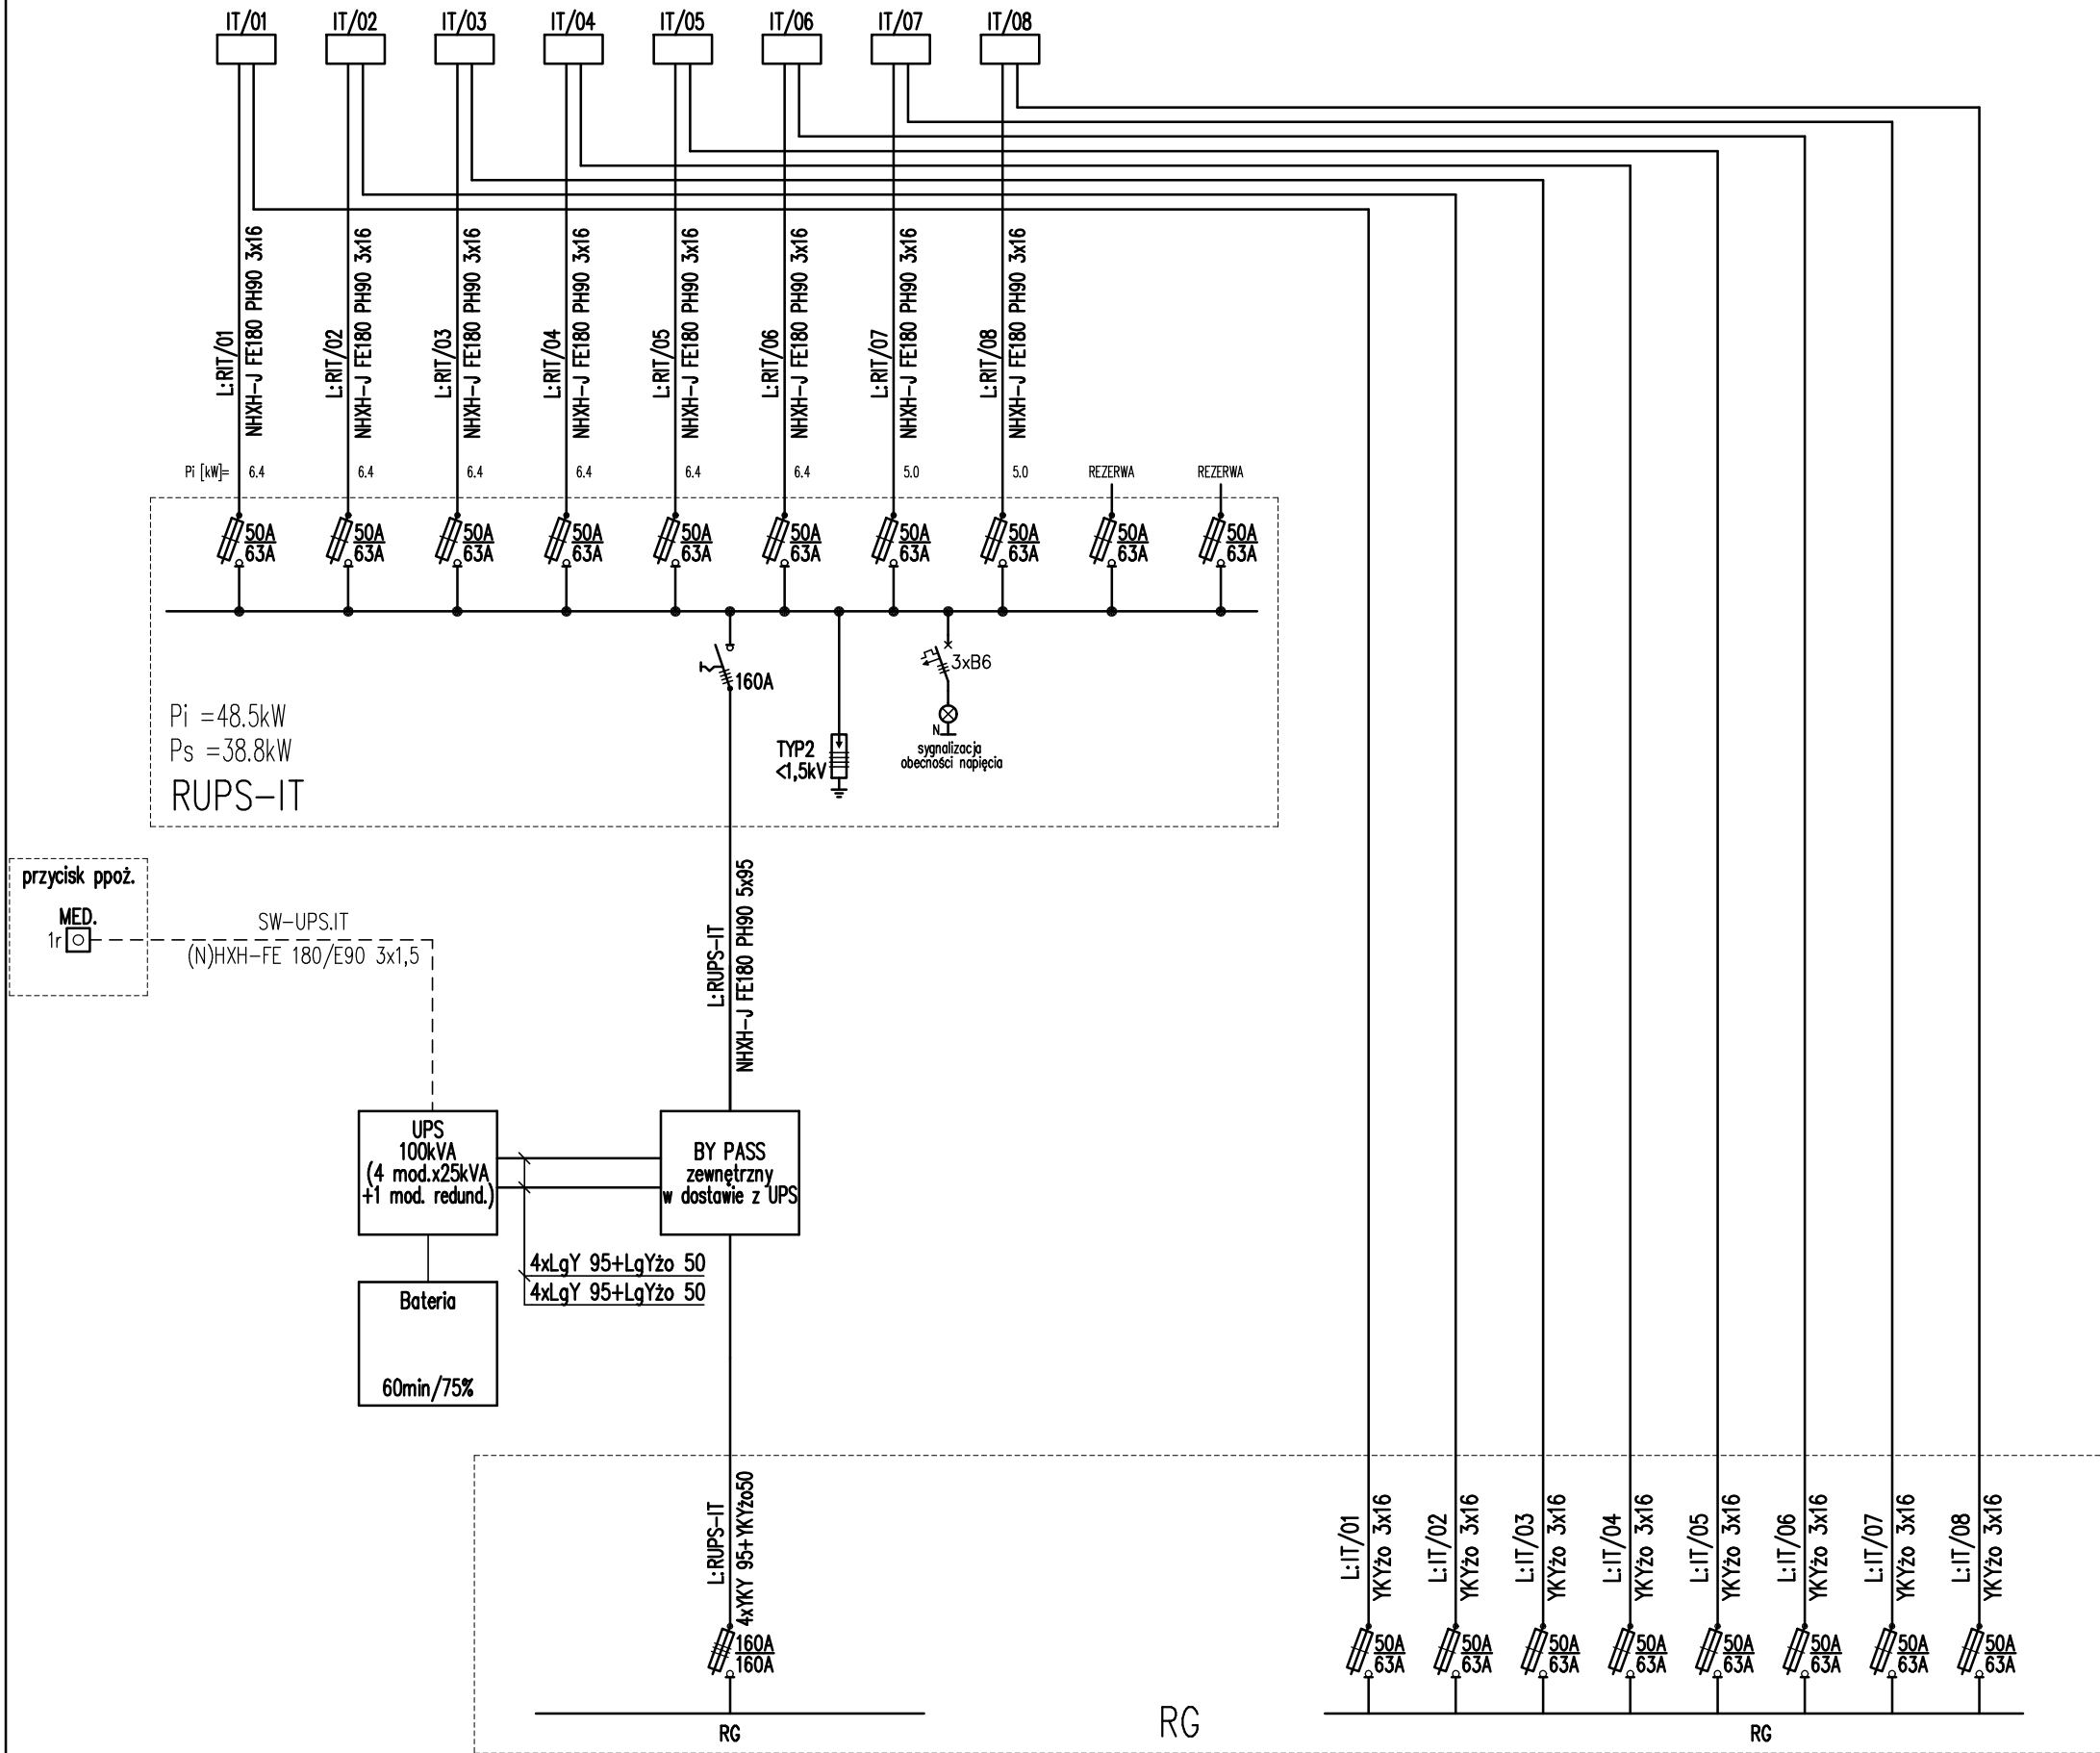 IT/01 IT/02 IT/03 IT/04 IT/05 IT/06 IT/07 IT/08
L:RIT/01
NHXH-J FE180 PH90 3x16
L:RIT/02
NHXH-J FE180 PH90 3x16
L:RIT/03
NHXH-J FE180 PH90 3x16
L:RIT/04
NHXH-J FE180 PH90 3x16
L:RIT/05
NHXH-J FE180 PH90 3x16
L:RIT/06
NHXH-J FE180 PH90 3x16
L:RIT/07
NHXH-J FE180 PH90 3x16
L:RIT/08
NHXH-J FE180 PH90 3x16
Pi [kW]= 6.4 6.4 6.4 6.4 6.4 6.4 5.0 5.0 REZERWA REZERWA
50A 50A 50A 50A 50A 50A 50A 50A 50A 50A
63A 63A 63A 63A 63A 63A 63A 63A 63A 63A
160A
3xB6
N
sygnalizacja
obecności napięcia
TYP2
<1,5kV
Pi =48.5kW
Ps =38.8kW
RUPS-IT
przycisk ppoż.
MED.
1r
SW-UPS.IT
(N)HXH-FE 180/E90 3x1,5
L:RUPS-IT
NHXH-J FE180 PH90 5x95
UPS
100kVA
(4 mod.x25kVA
+1 mod. redund.)
BY PASS
zewnętrzny
w dostawie z UPS
4xLgY 95+LgYżo 50
4xLgY 95+LgYżo 50
Bateria
60min/75%
L:RUPS-IT
4xYKY 95+YKYżo50
160A
160A
RG
RG
L:IT/01
YKYżo 3x16
L:IT/02
YKYżo 3x16
L:IT/03
YKYżo 3x16
L:IT/04
YKYżo 3x16
L:IT/05
YKYżo 3x16
L:IT/06
YKYżo 3x16
L:IT/07
YKYżo 3x16
L:IT/08
YKYżo 3x16
50A 50A 50A 50A 50A 50A 50A 50A
63A 63A 63A 63A 63A 63A 63A 63A
RG